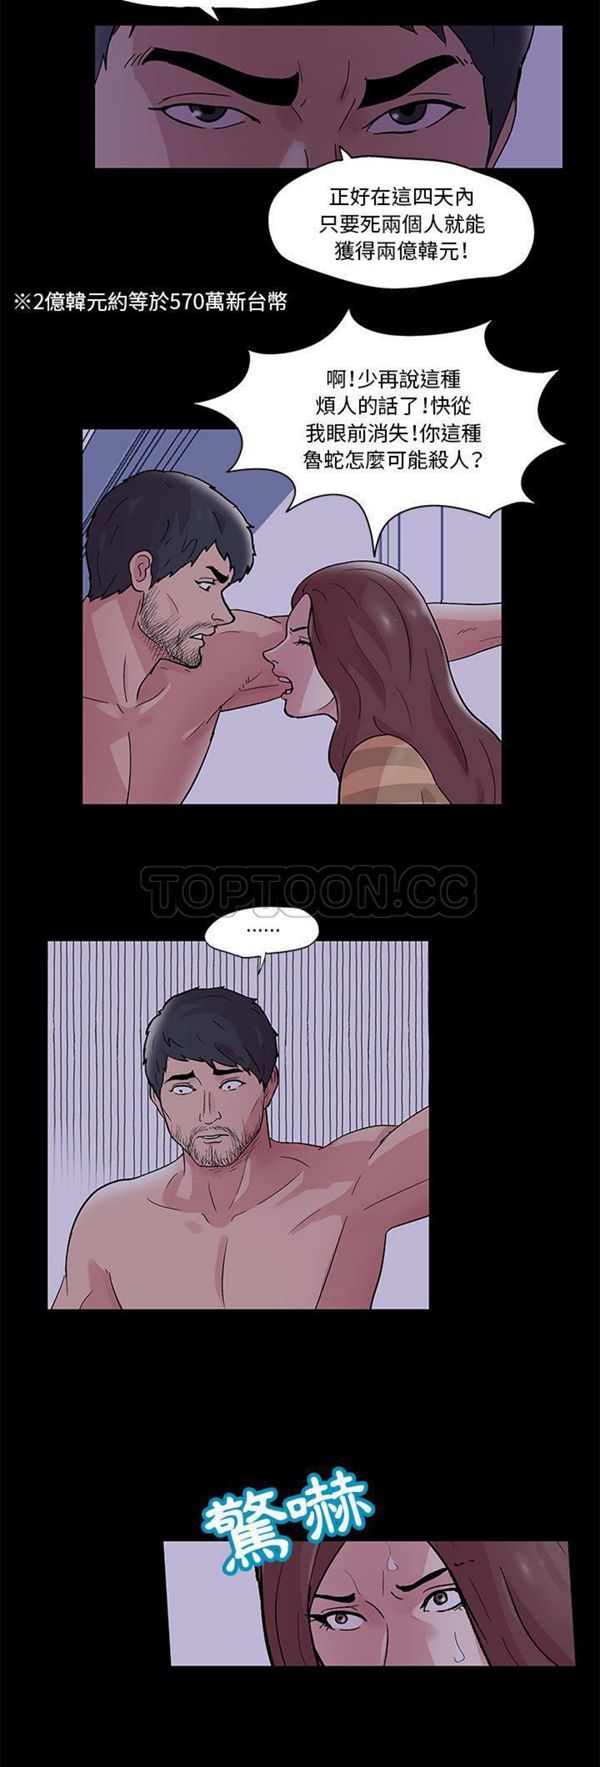 正好在這四天內
只要死兩個人就能
獲得兩億韓元!
※2億韓元約等於570萬新台幣
啊!少再說這種
煩人的話了!快從
我眼前消失!你這種
魯蛇怎麼可能殺人?
TOPTOON.CC
……
驚嚇